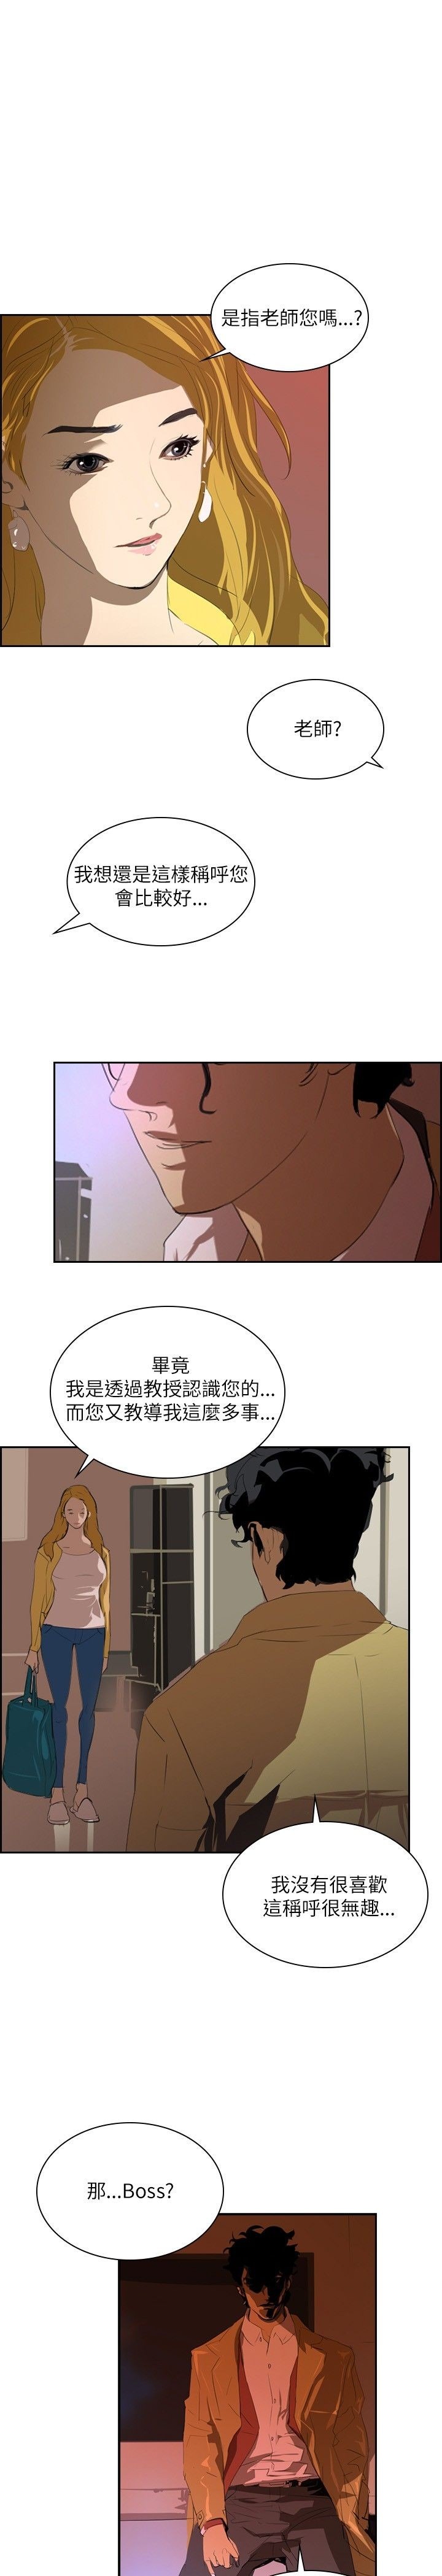 是指老師您嗎...?
老師?
我想還是這樣稱呼您
會比較好...
畢竟
我是透過教授認識您的...
而您又教導我這麼多事...
我沒有很喜歡
這稱呼很無趣...
那...Boss?